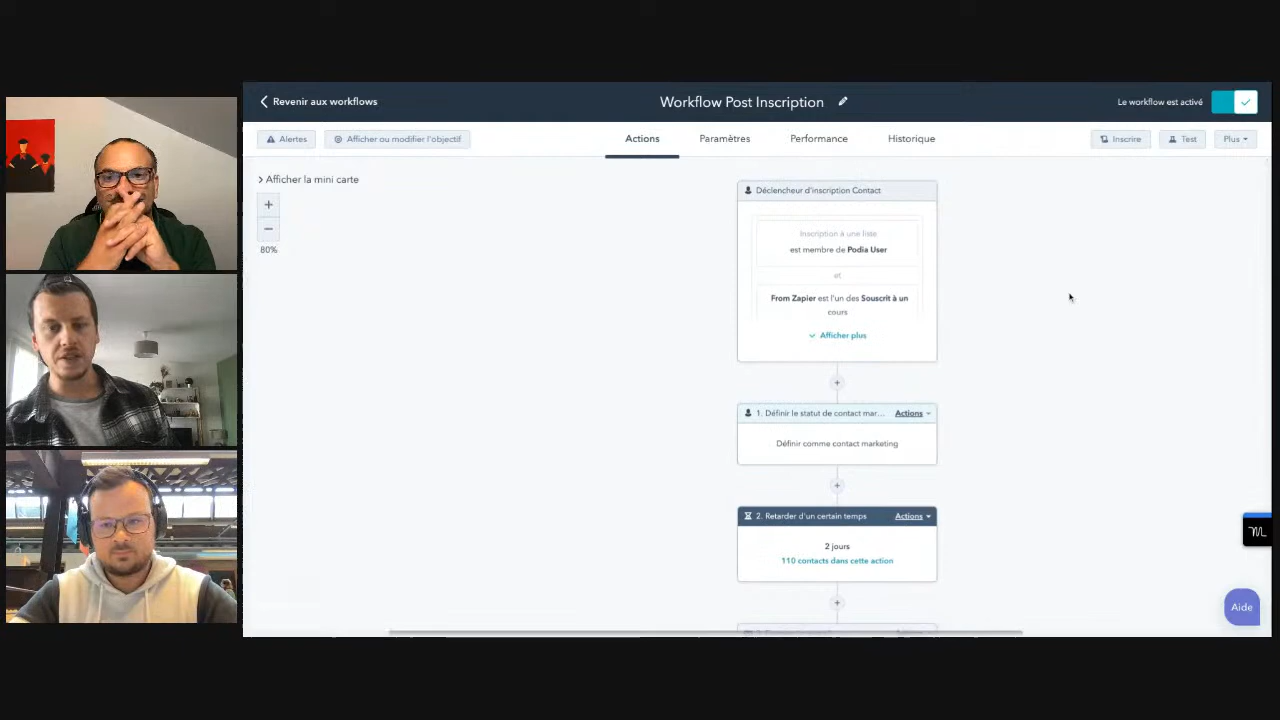 Revenir aux workflows
Workflow Post Inscription
Le workflow est activé
Alertes
Afficher ou modifier l'objectif
Actions
Paramètres
Performance
Historique
Inscrire
Test
Plus
Afficher la mini carte
+
−
80%
Déclencheur d'inscription Contact
Inscription à une liste
est membre de Podia User
et
From Zapier est l'un des Souscrit à un
cours
Afficher plus
+
1. Définir le statut de contact mar...
Actions
Définir comme contact marketing
+
2. Retarder d'un certain temps
Actions
2 jours
110 contacts dans cette action
+
Aide